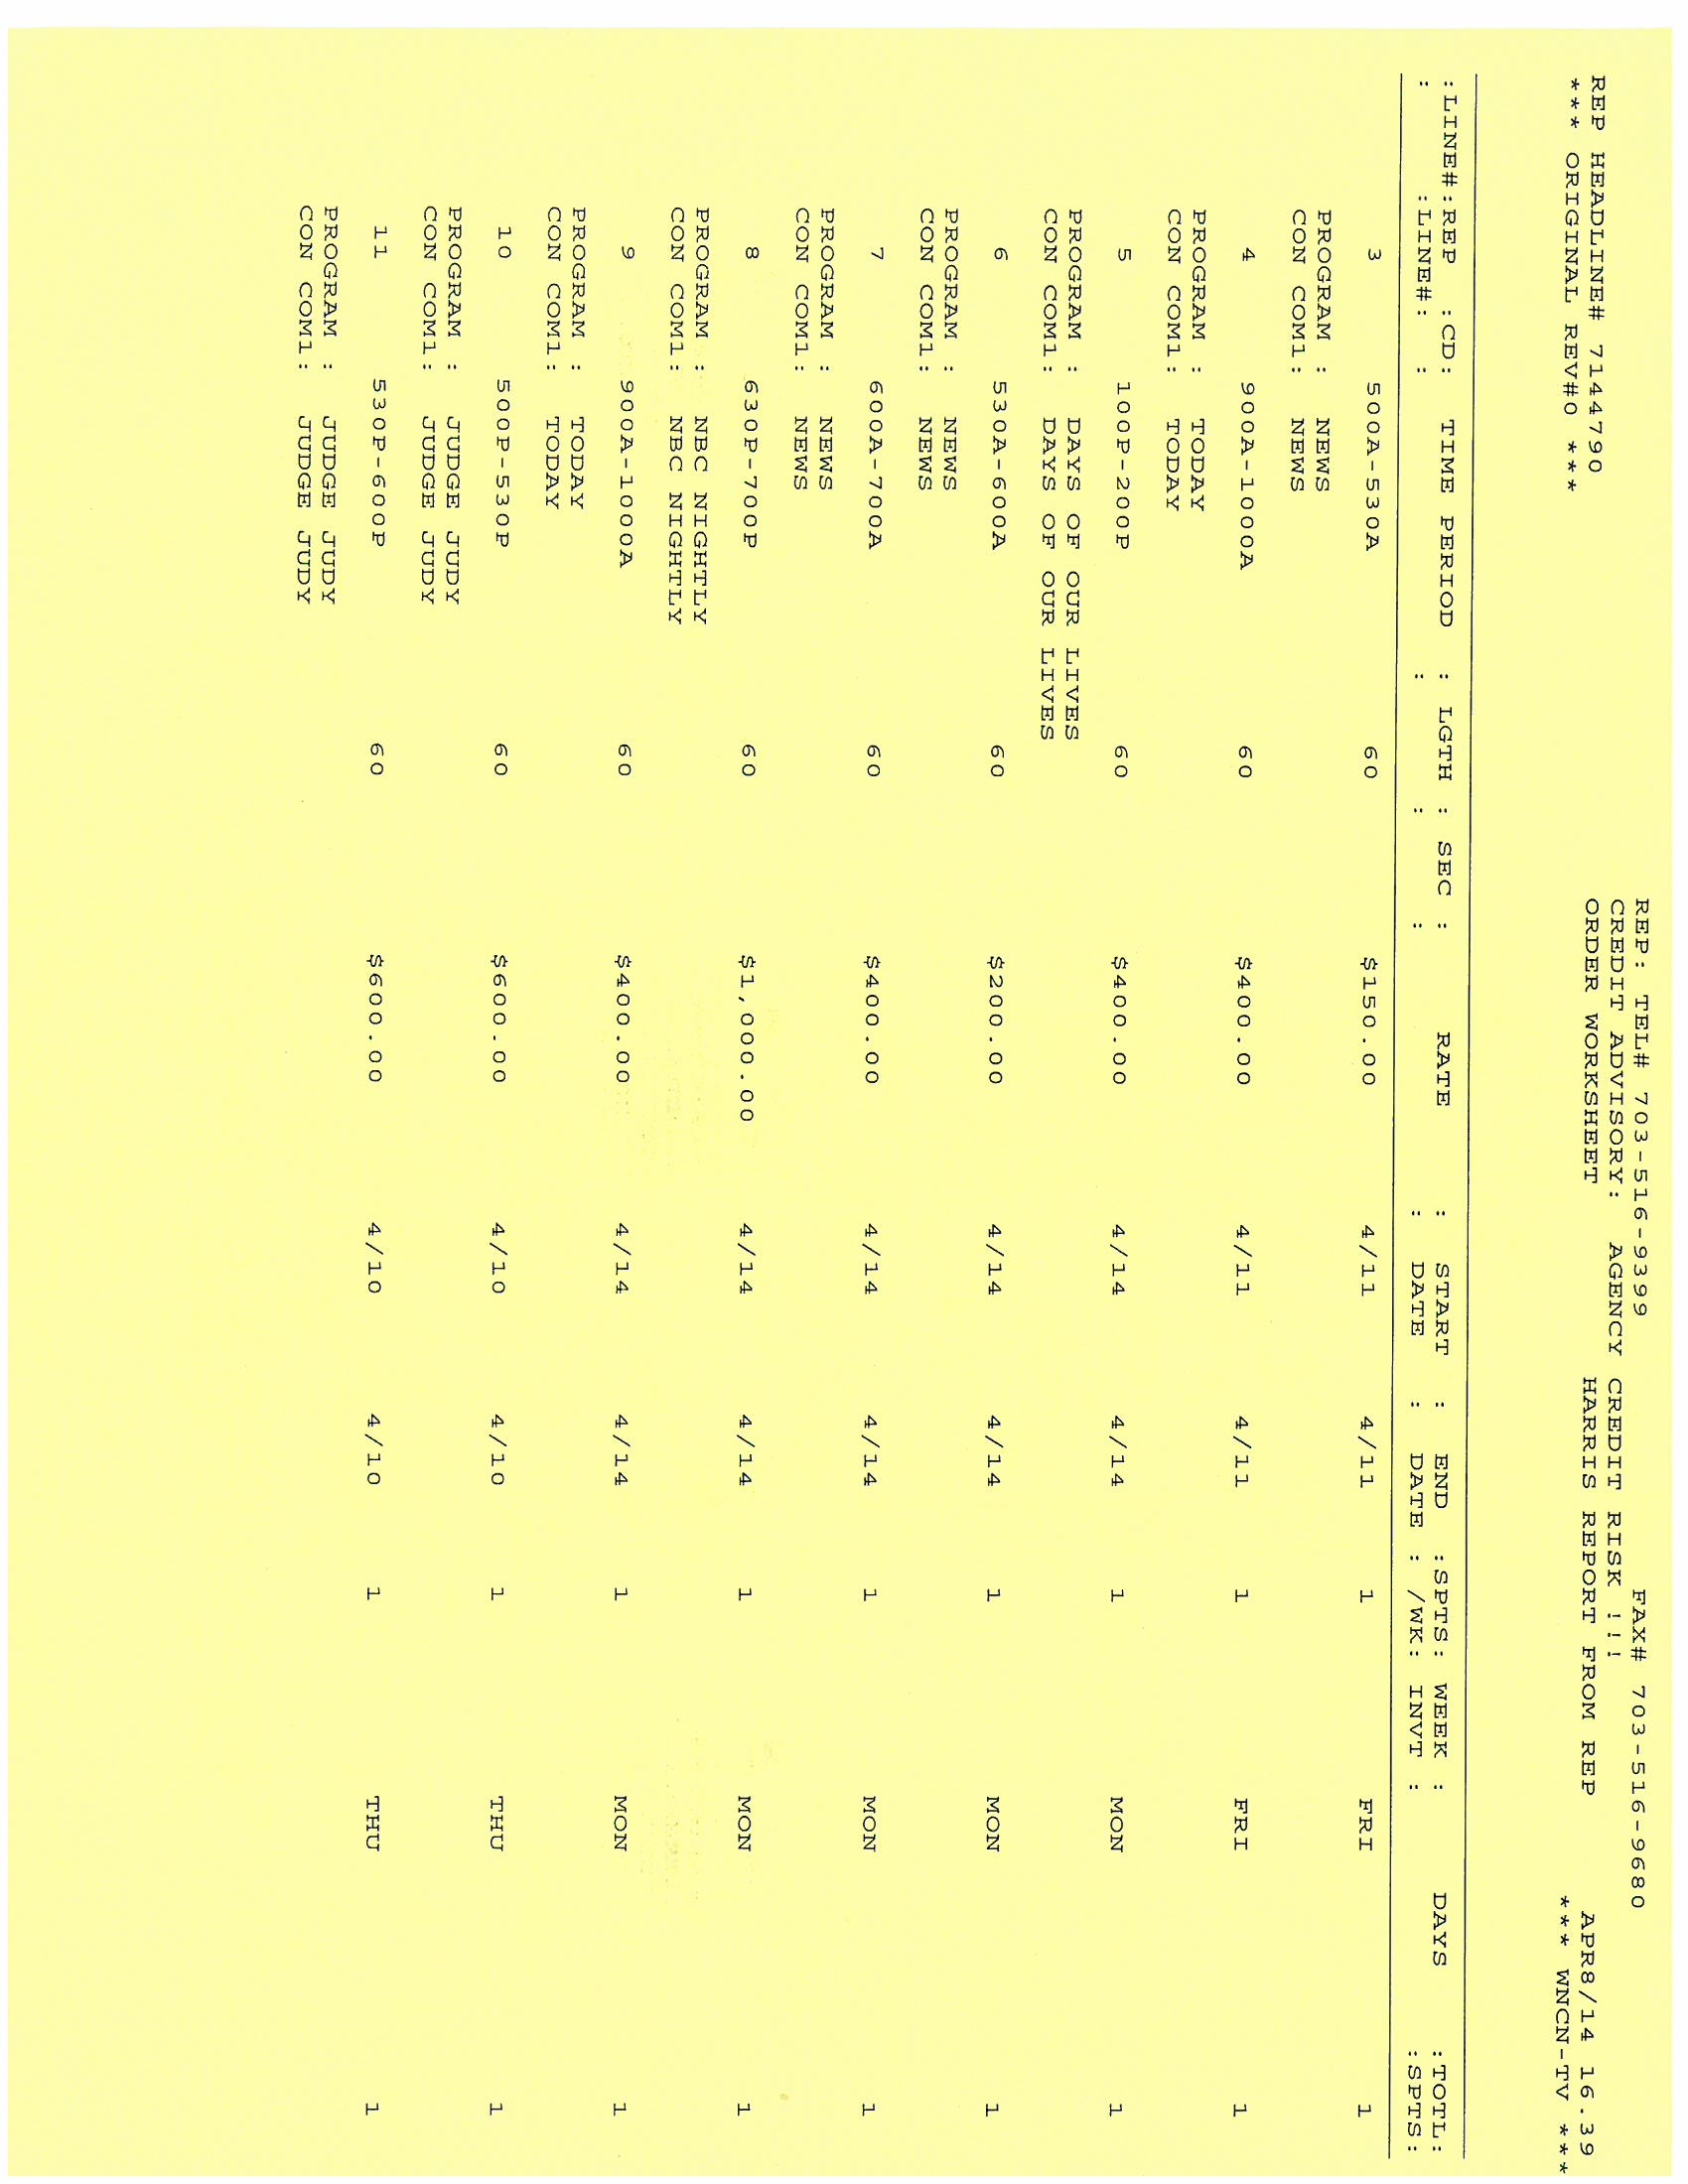 REP: TEL# 703-516-9399 FAX# 703-516-9680
CREDIT ADVISORY: AGENCY CREDIT RISK !!!
REP HEADLINE# 7144790 ORDER WORKSHEET HARRIS REPORT FROM REP APR8/14 16.39
*** ORIGINAL REV#0 *** *** WNCN-TV ***
:LINE#:REP :CD: TIME PERIOD : LGTH : SEC : RATE : START : END :SPTS: WEEK : DAYS :TOTL:
: :LINE#: : : : : : DATE : DATE : /WK: INVT : :SPTS:
3 500A-530A 60 $150.00 4/11 4/11 1 FRI 1
PROGRAM : NEWS
CON COM1: NEWS
4 900A-1000A 60 $400.00 4/11 4/11 1 FRI 1
PROGRAM : TODAY
CON COM1: TODAY
5 100P-200P 60 $400.00 4/14 4/14 1 MON 1
PROGRAM : DAYS OF OUR LIVES
CON COM1: DAYS OF OUR LIVES
6 530A-600A 60 $200.00 4/14 4/14 1 MON 1
PROGRAM : NEWS
CON COM1: NEWS
7 600A-700A 60 $400.00 4/14 4/14 1 MON 1
PROGRAM : NEWS
CON COM1: NEWS
8 630P-700P 60 $1,000.00 4/14 4/14 1 MON 1
PROGRAM : NBC NIGHTLY
CON COM1: NBC NIGHTLY
9 900A-1000A 60 $400.00 4/14 4/14 1 MON 1
PROGRAM : TODAY
CON COM1: TODAY
10 500P-530P 60 $600.00 4/10 4/10 1 THU 1
PROGRAM : JUDGE JUDY
CON COM1: JUDGE JUDY
11 530P-600P 60 $600.00 4/10 4/10 1 THU 1
PROGRAM : JUDGE JUDY
CON COM1: JUDGE JUDY